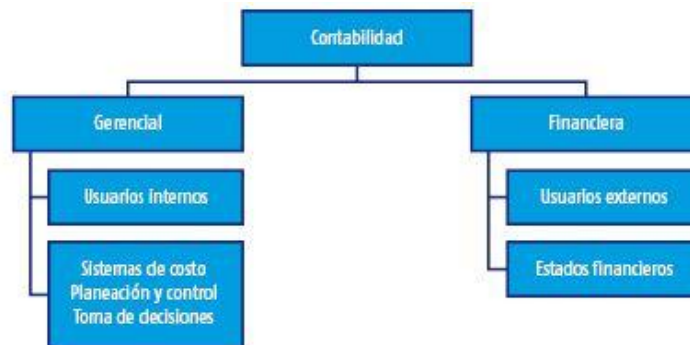 Contabilidad
Gerencial
Financiera
Usuarios internos
Usuarios externos
Sistemas de costo
Planeación y control
Toma de decisiones
Estados financieros